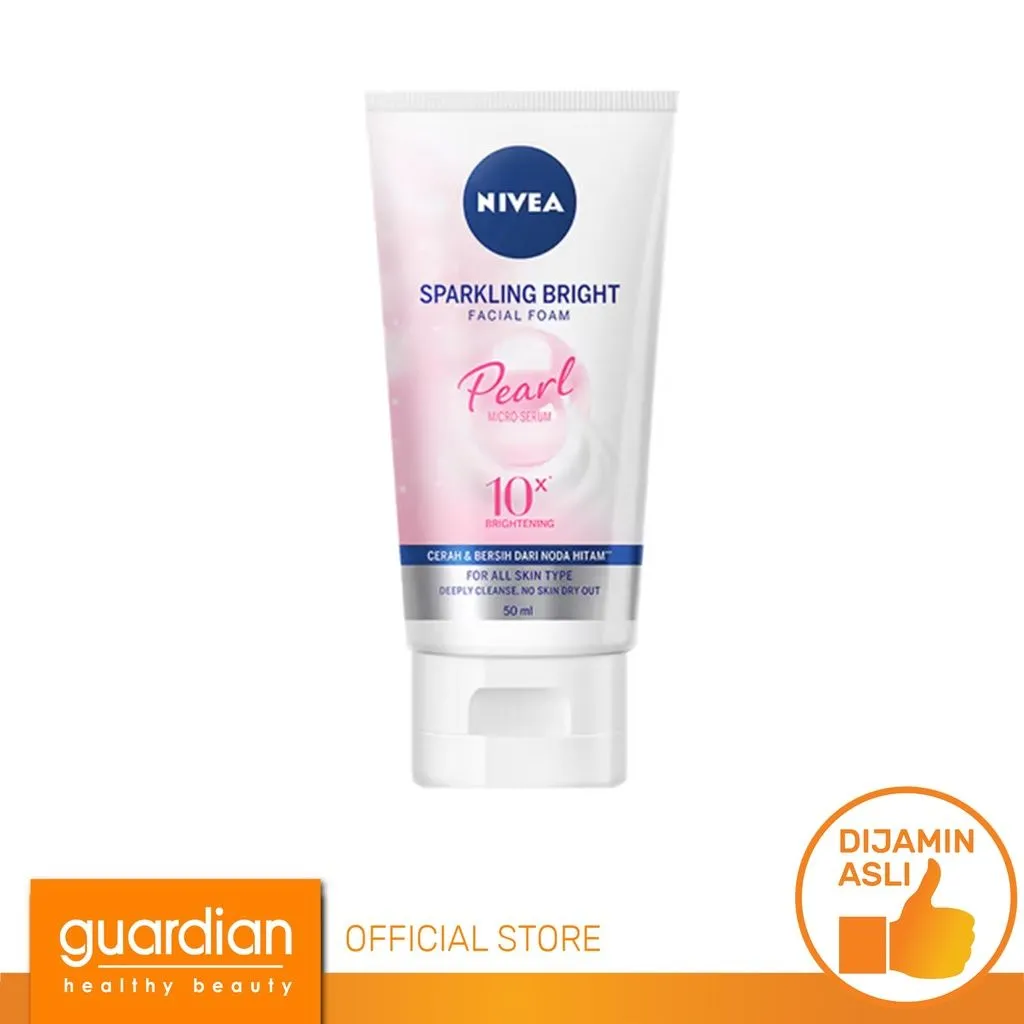 NIVEA
SPARKLING BRIGHT
FACIAL FOAM
Pearl
MICRO SERUM
10x*
BRIGHTENING
CERAH & BERSIH DARI NODA HITAM**
FOR ALL SKIN TYPE
DEEPLY CLEANSE, NO SKIN DRY OUT
50 ml
DIJAMIN
ASLI
guardian
healthy beauty
OFFICIAL STORE